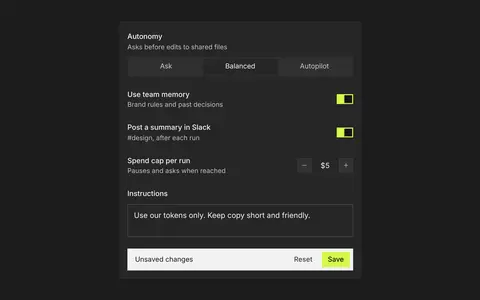 Autonomy
Asks before edits to shared files
Ask Balanced Autopilot
Use team memory
Brand rules and past decisions
Post a summary in Slack
#design, after each run
Spend cap per run
Pauses and asks when reached
− $5 +
Instructions
Use our tokens only. Keep copy short and friendly.
Unsaved changes Reset Save